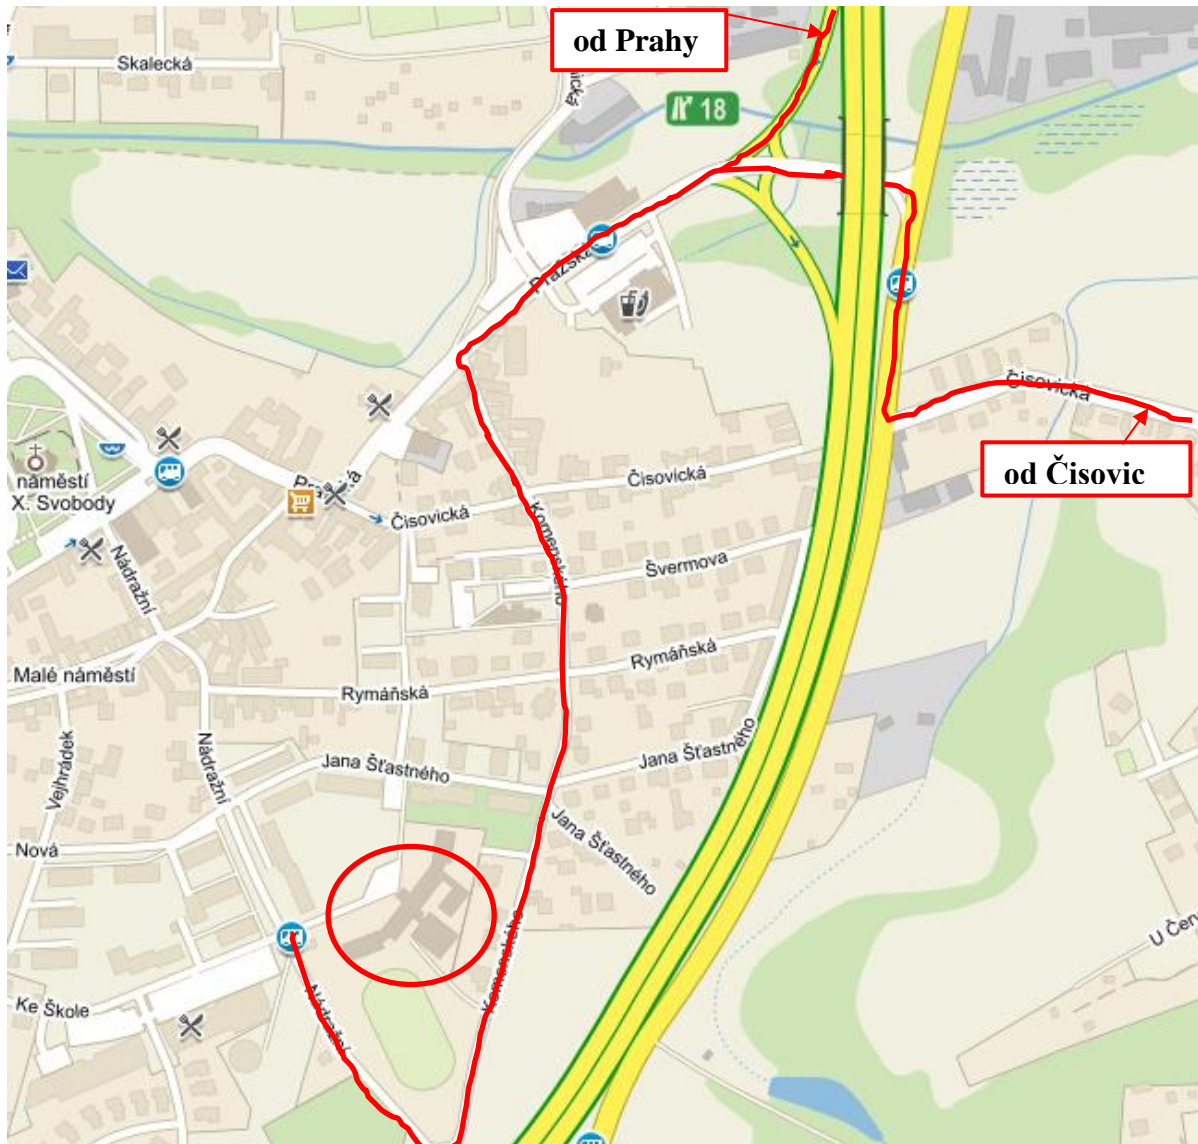 od Prahy
Skalecká
18
Pražská
Čisovická
od Čisovic
náměstí
X. Svobody
Čisovická
Čisovická
Komenského
Švermova
Nádražní
Rymáňská
Malé náměstí
Rymáňská
Nádražní
Vejhrádek
Jana Šťastného
Jana Šťastného
Jana Šťastného
Nová
Komenského
U Červ
Ke Škole
Nádražní